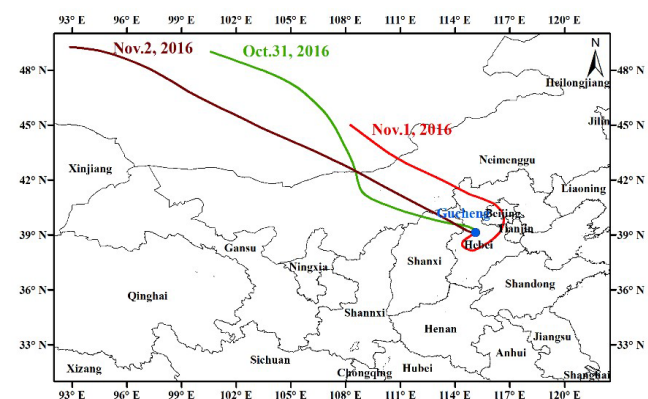 93° E 96° E 99° E 102° E 105° E 108° E 111° E 114° E 117° E 120° E
Nov.2, 2016
Oct.31, 2016
N
48° N
48° N
Heilongjiang
45° N
Nov.1, 2016
Jilin
45° N
Xinjiang
Neimenggu
42° N
Liaoning
42° N
Gucheng
Beijing
Tianjin
39° N
Gansu
Hebei
39° N
Ningxia
Shanxi
Shandong
36° N
Qinghai
36° N
Shannxi
Henan
Jiangsu
33° N
Anhui
33° N
Xizang
Sichuan
Chongqing
Hubei
Shanghai
93° E 96° E 99° E 102° E 105° E 108° E 111° E 114° E 117° E 120° E